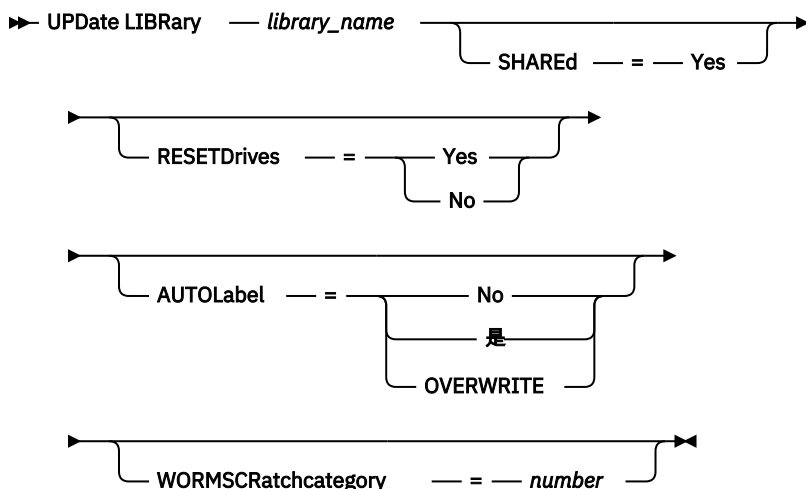 UPDate LIBRary library_name
SHAREd = Yes
RESETDrives = Yes
No
AUTOLabel = No
是
OVERWRITE
WORMSCRatchcategory = number